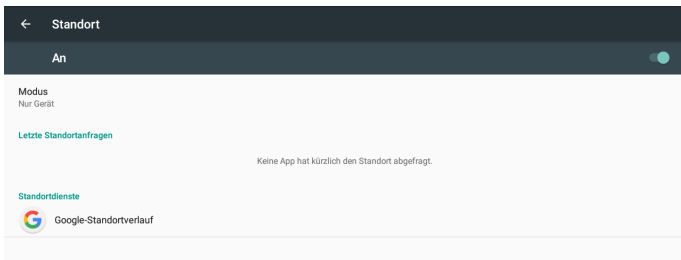 Standort
An
Modus
Nur Gerät
Letzte Standortanfragen
Keine App hat kürzlich den Standort abgefragt.
Standortdienste
Google-Standortverlauf